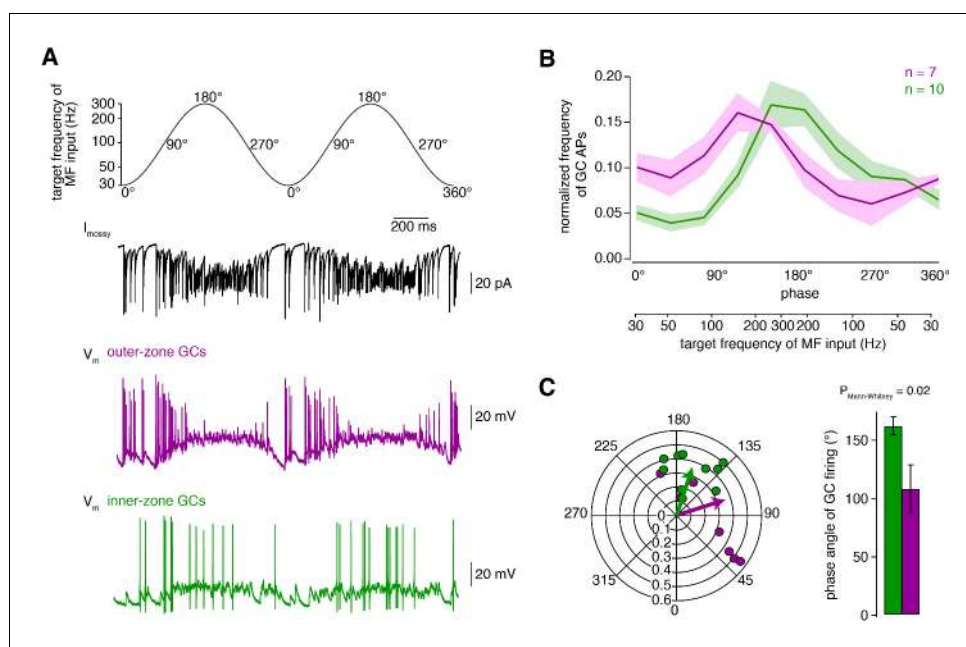 A
target frequency of
MF input (Hz)
300
200
100
50
30
180°
180°
90°
270°
90°
270°
0°
0°
360°
200 ms
I mossy
20 pA
Vm outer-zone GCs
20 mV
Vm inner-zone GCs
20 mV
B
n = 7
n = 10
normalized frequency
of GC APs
0.20
0.15
0.10
0.05
0.00
0° 90° 180° 270° 360°
phase
30 50 100 200 300 200 100 50 30
target frequency of MF input (Hz)
C
180
225
135
270
90
315
45
0
0
0.1
0.2
0.3
0.4
0.5
0.6
P Mann-Whitney = 0.02
phase angle of GC firing (°)
150
100
50
0